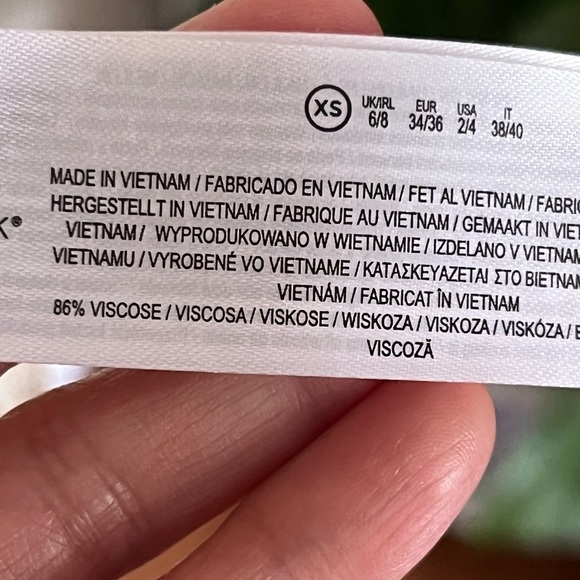 XS UK/IRL EUR USA IT
6/8 34/36 2/4 38/40
MADE IN VIETNAM / FABRICADO EN VIETNAM / FET AL VIETNAM /
K® HERGESTELLT IN VIETNAM / FABRIQUE AU VIETNAM / GEMAAKT IN
VIETNAM / WYPRODUKOWANO W WIETNAMIE / IZDELANO V VIETNAM
VIETNAMU / VYROBENÉ VO VIETNAME / ΚΑΤΑΣΚΕΥΑΖΕΤΑΙ ΣΤΟ
VIETNÁM / FABRICAT ÎN VIETNAM
86% VISCOSE / VISCOSA / VISKOSE / WISKOZA / VISKOZA / VISKÓZA /
VISCOZĂ